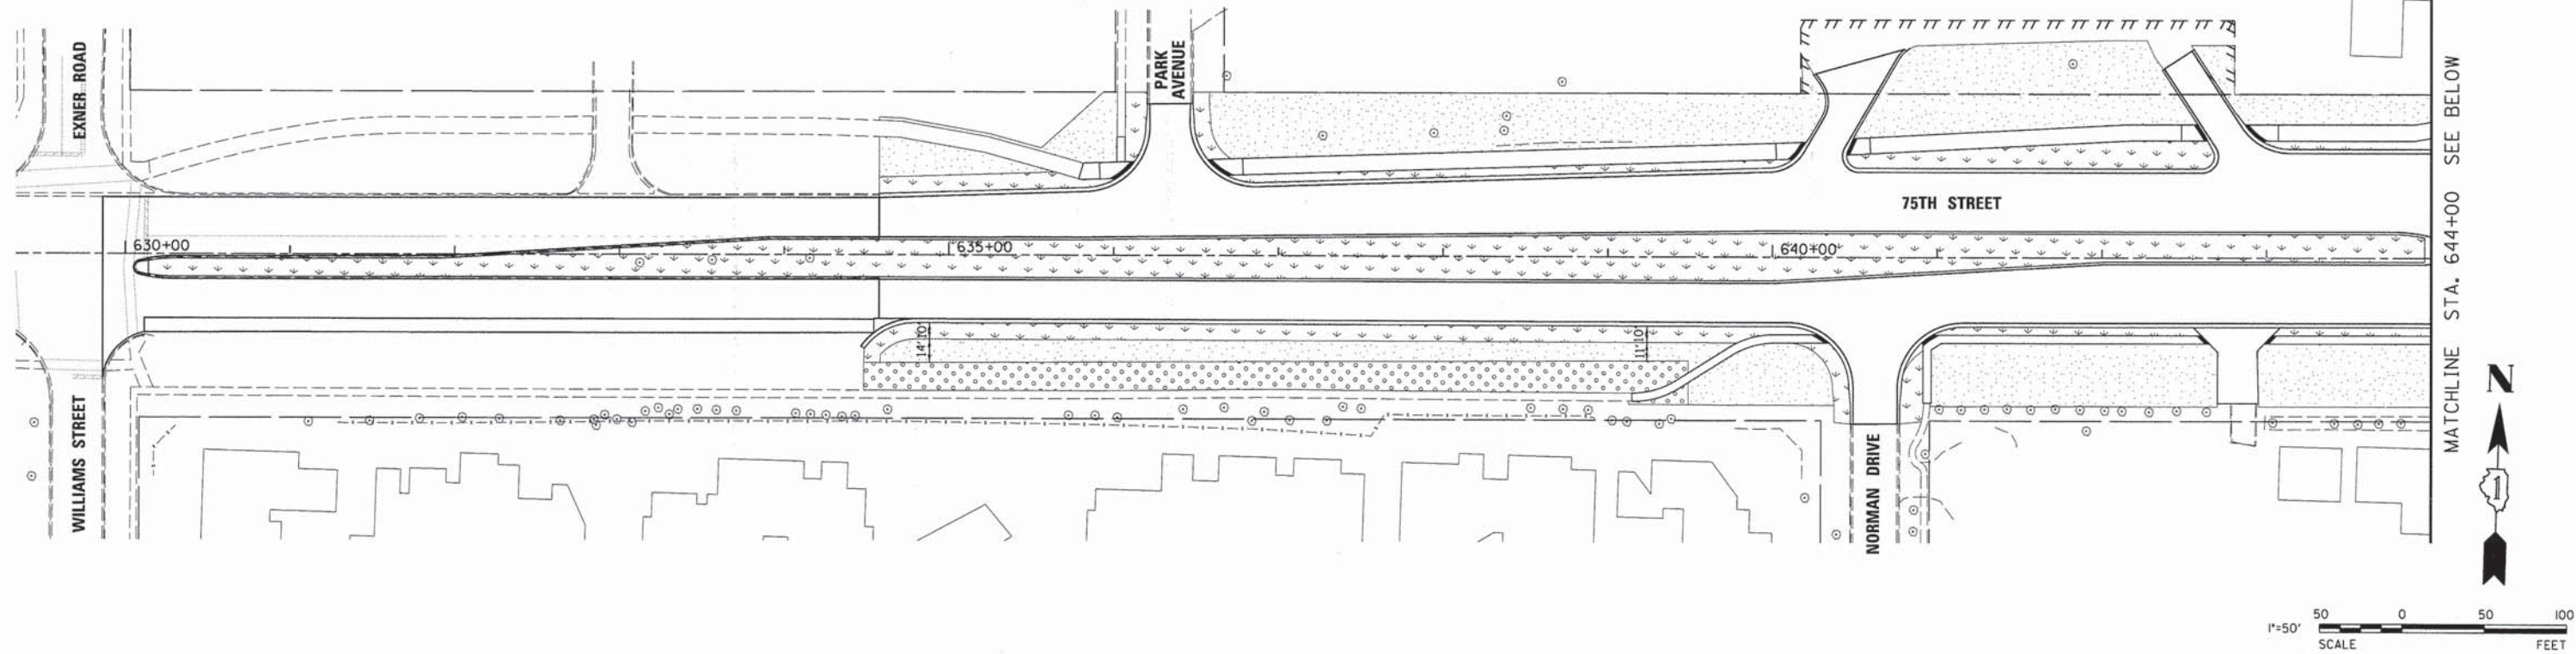 EXNER ROAD
PARK
AVENUE
MATCHLINE STA. 644+00 SEE BELOW
75TH STREET
630+00
635+00
640+00
14'10"
11'10"
WILLIAMS STREET
NORMAN DRIVE
N
1
1"=50'
50 0 50 100
SCALE FEET